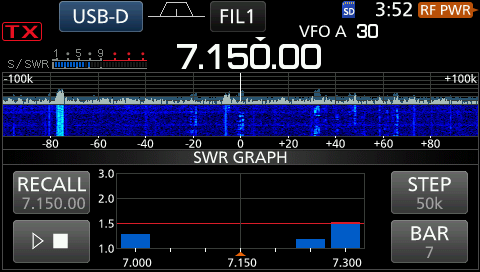 USB-D FIL1 SD 3:52 RF PWR
TX VFO A 30
1 5 9
S/SWR 7.150.00
-100k +100k
-80 -60 -40 -20 0 +20 +40 +60 +80
SWR GRAPH
RECALL
7.150.00
3.0
2.0
1.5
1.0
7.000 7.150 7.300
STEP
50k
BAR
7